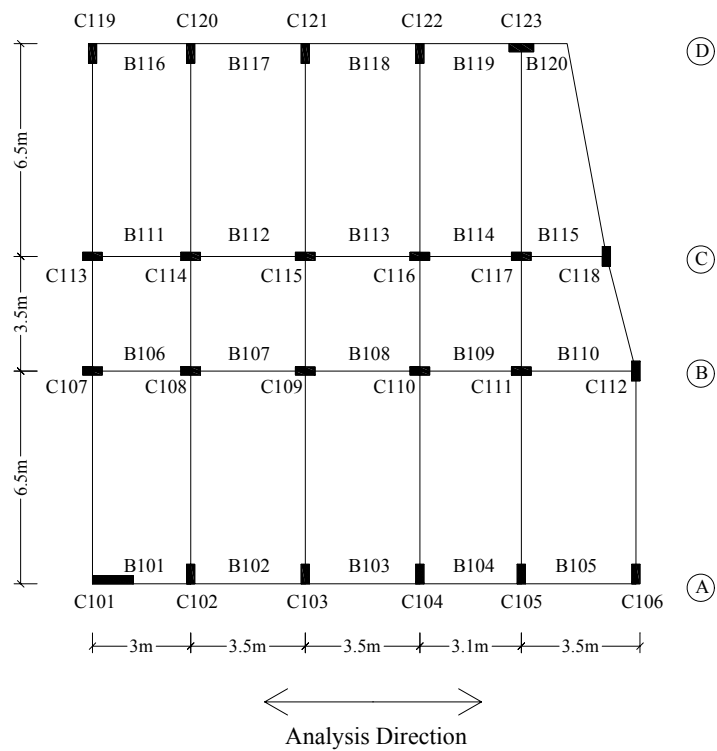 C119 C120 C121 C122 C123
D
B116 B117 B118 B119 B120
6.5m
B111 B112 B113 B114 B115
C
C113 C114 C115 C116 C117 C118
3.5m
B106 B107 B108 B109 B110
B
C107 C108 C109 C110 C111 C112
6.5m
B101 B102 B103 B104 B105
A
C101 C102 C103 C104 C105 C106
3m 3.5m 3.5m 3.1m 3.5m
Analysis Direction